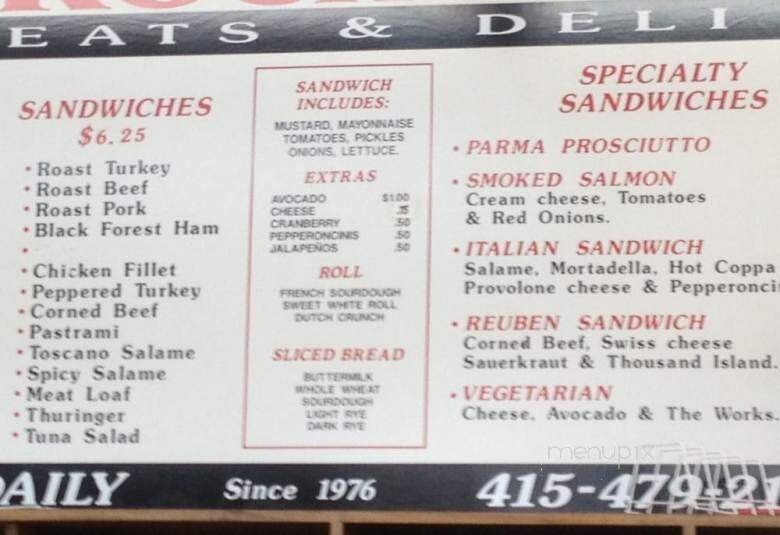 EATS & DELI
SANDWICHES
$6.25
• Roast Turkey
• Roast Beef
• Roast Pork
• Black Forest Ham
•
• Chicken Fillet
• Peppered Turkey
• Corned Beef
• Pastrami
• Toscano Salame
• Spicy Salame
• Meat Loaf
• Thuringer
• Tuna Salad
SANDWICH
INCLUDES:
MUSTARD, MAYONNAISE
TOMATOES, PICKLES
ONIONS, LETTUCE.
EXTRAS
AVOCADO $1.00
CHEESE .75
CRANBERRY .50
PEPPERONCINIS .50
JALAPEÑOS .50
ROLL
FRENCH SOURDOUGH
SWEET WHITE ROLL
DUTCH CRUNCH
SLICED BREAD
BUTTERMILK
WHOLE WHEAT
SOURDOUGH
LIGHT RYE
DARK RYE
SPECIALTY
SANDWICHES
• PARMA PROSCIUTTO
• SMOKED SALMON
Cream cheese, Tomatoes
& Red Onions.
• ITALIAN SANDWICH
Salame, Mortadella, Hot Coppa
Provolone cheese & Pepperonci
• REUBEN SANDWICH
Corned Beef, Swiss cheese
Sauerkraut & Thousand Island.
• VEGETARIAN
Cheese, Avocado & The Works.
menupix
DAILY Since 1976 415-479-21